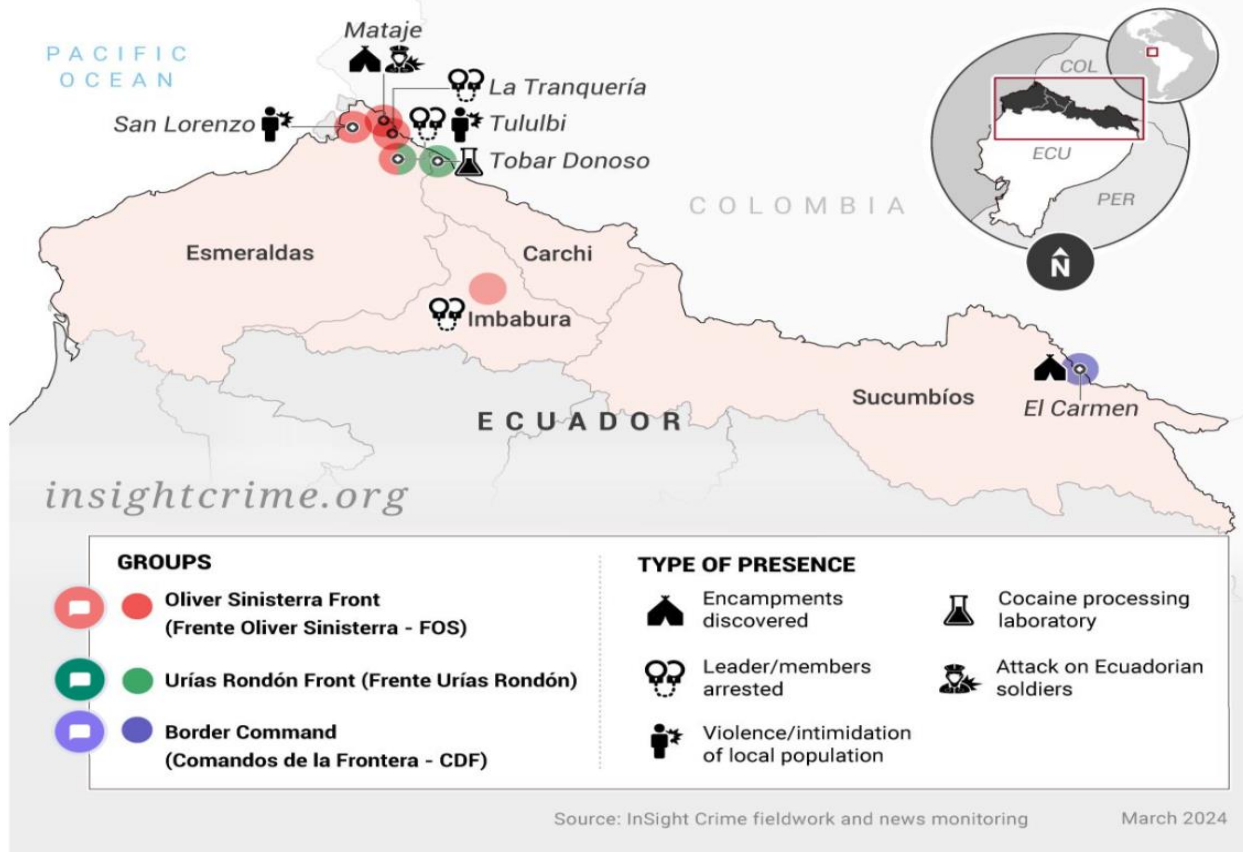 PACIFIC
OCEAN
Mataje
La Tranquería
San Lorenzo
Tululbi
Tobar Donoso
COLOMBIA
COL
ECU
PER
N
Esmeraldas
Carchi
Imbabura
Sucumbíos
El Carmen
ECUADOR
insightcrime.org
GROUPS
Oliver Sinisterra Front
(Frente Oliver Sinisterra - FOS)
Urías Rondón Front (Frente Urías Rondón)
Border Command
(Comandos de la Frontera - CDF)
TYPE OF PRESENCE
Encampments
discovered
Leader/members
arrested
Violence/intimidation
of local population
Cocaine processing
laboratory
Attack on Ecuadorian
soldiers
Source: InSight Crime fieldwork and news monitoring
March 2024